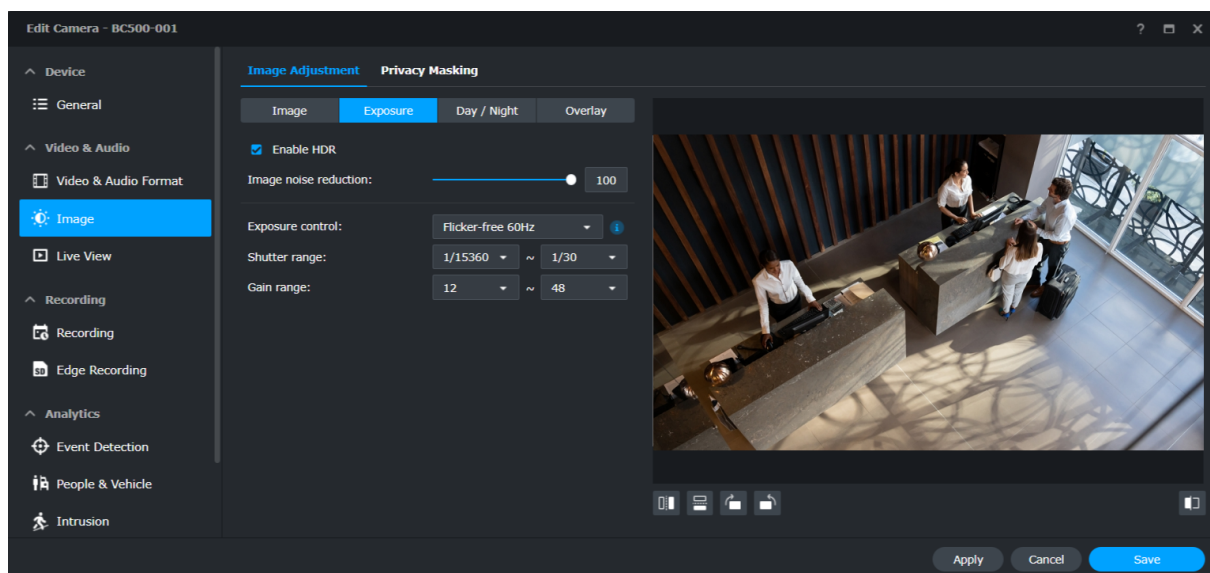 Edit Camera - BC500-001
?
X
Device
General
Video & Audio
Video & Audio Format
Image
Live View
Recording
Recording
SD Edge Recording
Analytics
Event Detection
People & Vehicle
Intrusion
Image Adjustment Privacy Masking
Image Exposure Day / Night Overlay
Enable HDR
Image noise reduction: 100
Exposure control: Flicker-free 60Hz i
Shutter range: 1/15360 ~ 1/30
Gain range: 12 ~ 48
Apply Cancel Save